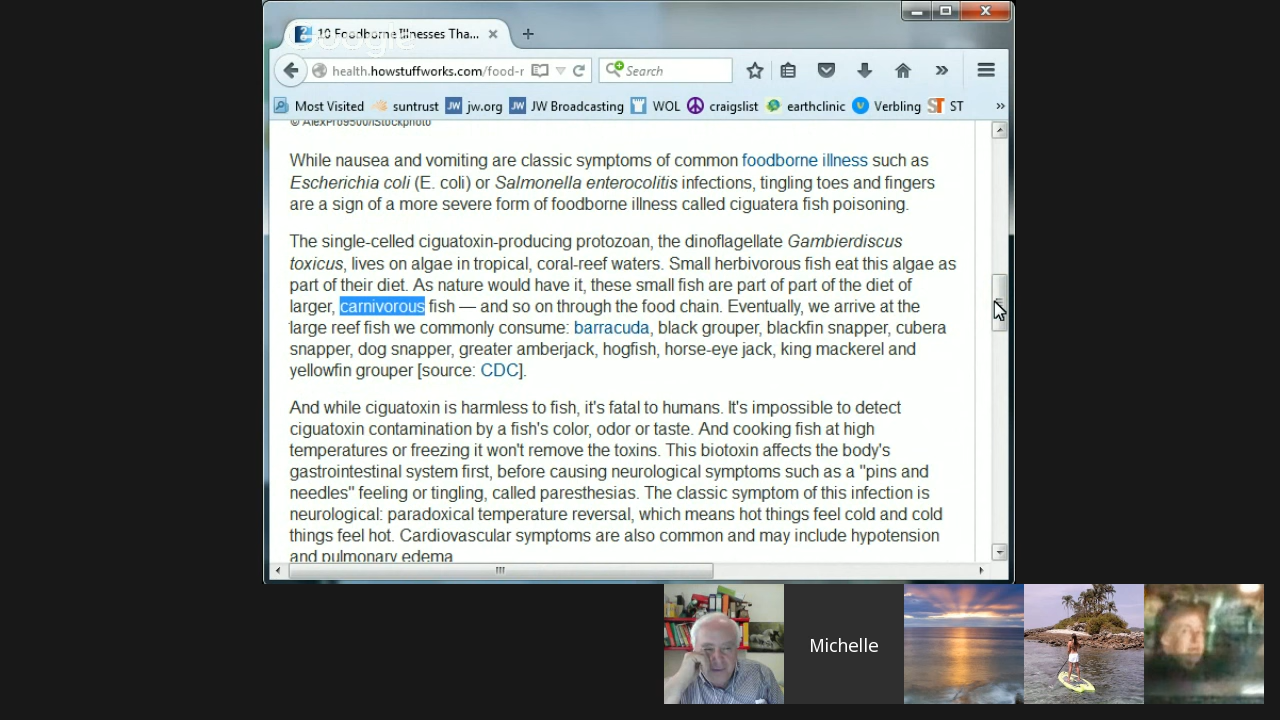 Google
10 Foodborne Illnesses Tha...
health.howstuffworks.com/food-r
Search
Most Visited suntrust JW jw.org JW JW Broadcasting WOL craigslist earthclinic V Verbling ST ST »
© AlexPro9500/iStockphoto
While nausea and vomiting are classic symptoms of common foodborne illness such as
Escherichia coli (E. coli) or Salmonella enterocolitis infections, tingling toes and fingers
are a sign of a more severe form of foodborne illness called ciguatera fish poisoning.
The single-celled ciguatoxin-producing protozoan, the dinoflagellate Gambierdiscus
toxicus, lives on algae in tropical, coral-reef waters. Small herbivorous fish eat this algae as
part of their diet. As nature would have it, these small fish are part of part of the diet of
larger, carnivorous fish — and so on through the food chain. Eventually, we arrive at the
large reef fish we commonly consume: barracuda, black grouper, blackfin snapper, cubera
snapper, dog snapper, greater amberjack, hogfish, horse-eye jack, king mackerel and
yellowfin grouper [source: CDC].
And while ciguatoxin is harmless to fish, it's fatal to humans. It's impossible to detect
ciguatoxin contamination by a fish's color, odor or taste. And cooking fish at high
temperatures or freezing it won't remove the toxins. This biotoxin affects the body's
gastrointestinal system first, before causing neurological symptoms such as a "pins and
needles" feeling or tingling, called paresthesias. The classic symptom of this infection is
neurological: paradoxical temperature reversal, which means hot things feel cold and cold
things feel hot. Cardiovascular symptoms are also common and may include hypotension
and pulmonary edema
Michelle